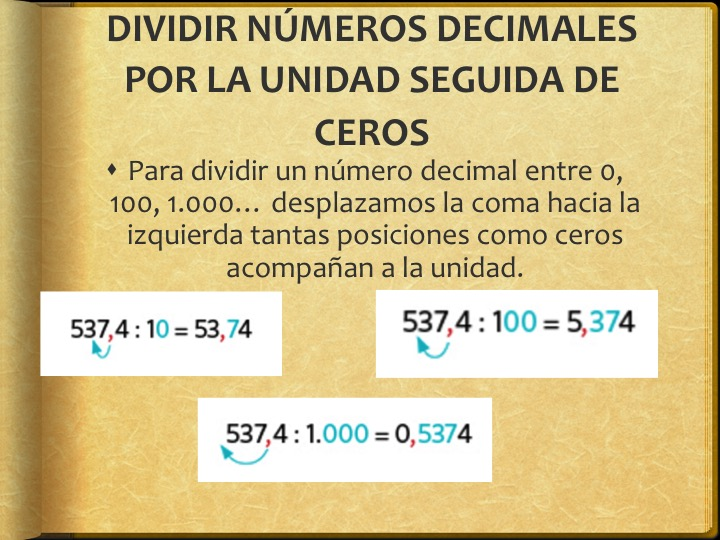 DIVIDIR NÚMEROS DECIMALES
POR LA UNIDAD SEGUIDA DE
CEROS
Para dividir un número decimal entre 0,
100, 1.000… desplazamos la coma hacia la
izquierda tantas posiciones como ceros
acompañan a la unidad.
537,4 : 10 = 53,74
537,4 : 100 = 5,374
537,4 : 1.000 = 0,5374